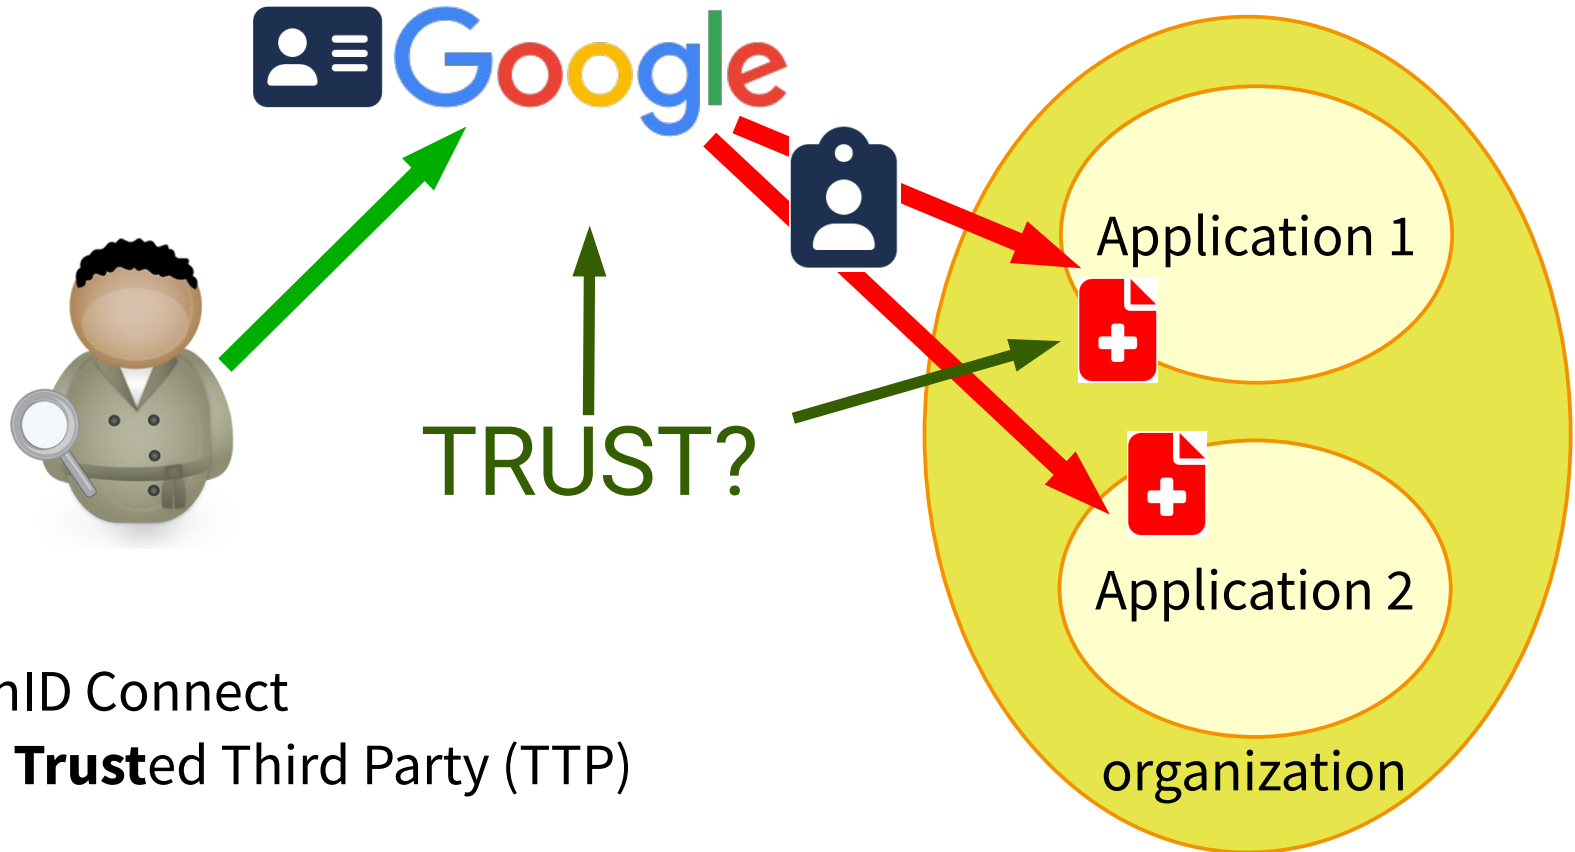 Google
Application 1
TRUST?
Application 2
nID Connect
Trusted Third Party (TTP)
organization